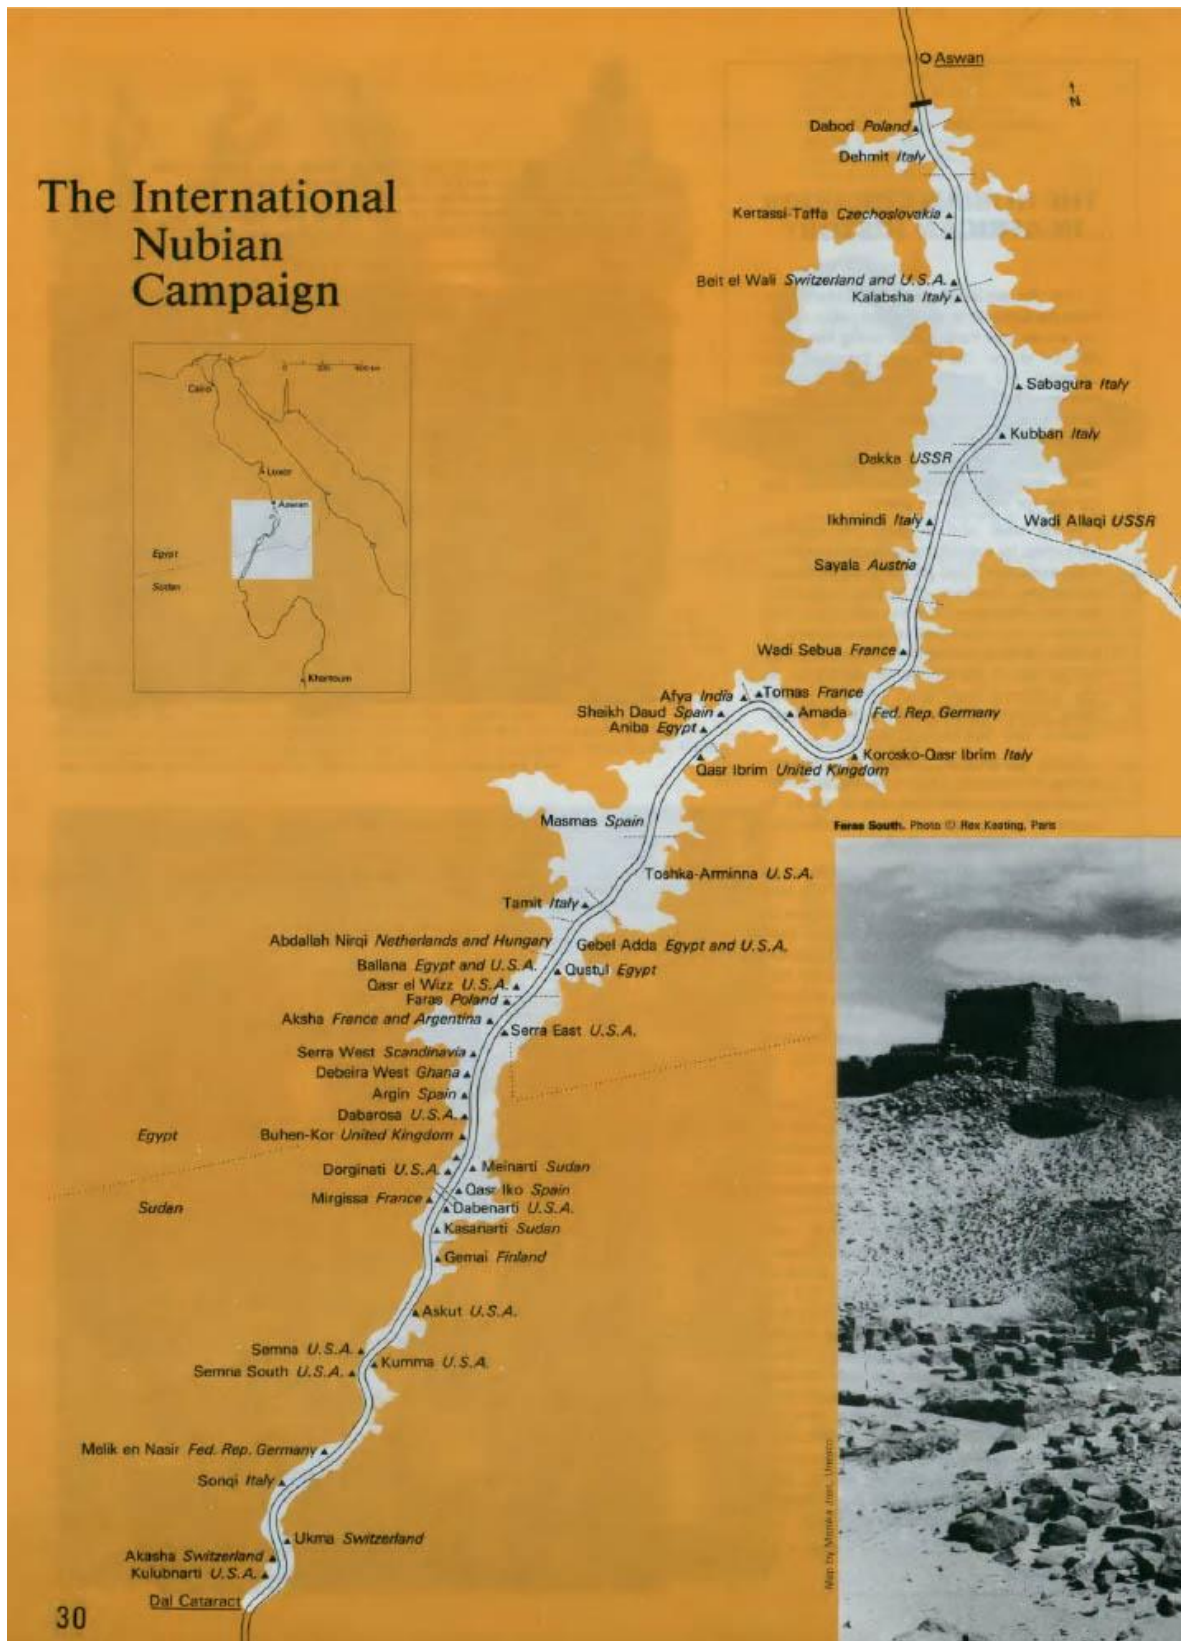 The International
Nubian
Campaign
Aswan
N
Dabod Poland
Dehmit Italy
Kertassi-Taffa Czechoslovakia
Beit el Wali Switzerland and U.S.A.
Kalabsha Italy
Sabagura Italy
Kubban Italy
Dakka USSR
Ikhmindi Italy
Wadi Allaqi USSR
Sayala Austria
Wadi Sebua France
Afya India
Tomas France
Sheikh Daud Spain
Amada
Fed. Rep. Germany
Aniba Egypt
Korosko-Qasr Ibrim Italy
Qasr Ibrim United Kingdom
Masmas Spain
Toshka-Arminna U.S.A.
Tamit Italy
Abdallah Nirqi Netherlands and Hungary
Gebel Adda Egypt and U.S.A.
Ballana Egypt and U.S.A.
Qustul Egypt
Qasr el Wizz U.S.A.
Faras Poland
Aksha France and Argentina
Serra East U.S.A.
Serra West Scandinavia
Debeira West Ghana
Argin Spain
Dabarosa U.S.A.
Buhen-Kor United Kingdom
Egypt
Sudan
Dorginati U.S.A.
Meinarti Sudan
Qasr Iko Spain
Mirgissa France
Dabenarti U.S.A.
Kasanarti Sudan
Gemai Finland
Askut U.S.A.
Semna U.S.A.
Kumma U.S.A.
Semna South U.S.A.
Melik en Nasir Fed. Rep. Germany
Sonqi Italy
Ukma Switzerland
Akasha Switzerland
Kulubnarti U.S.A.
Dal Cataract
Cairo
0
Luxor
Aswan
Egypt
Sudan
Khartoum
Faras South. Photo © Rex Keating, Paris
Map by Monika Unesco
30